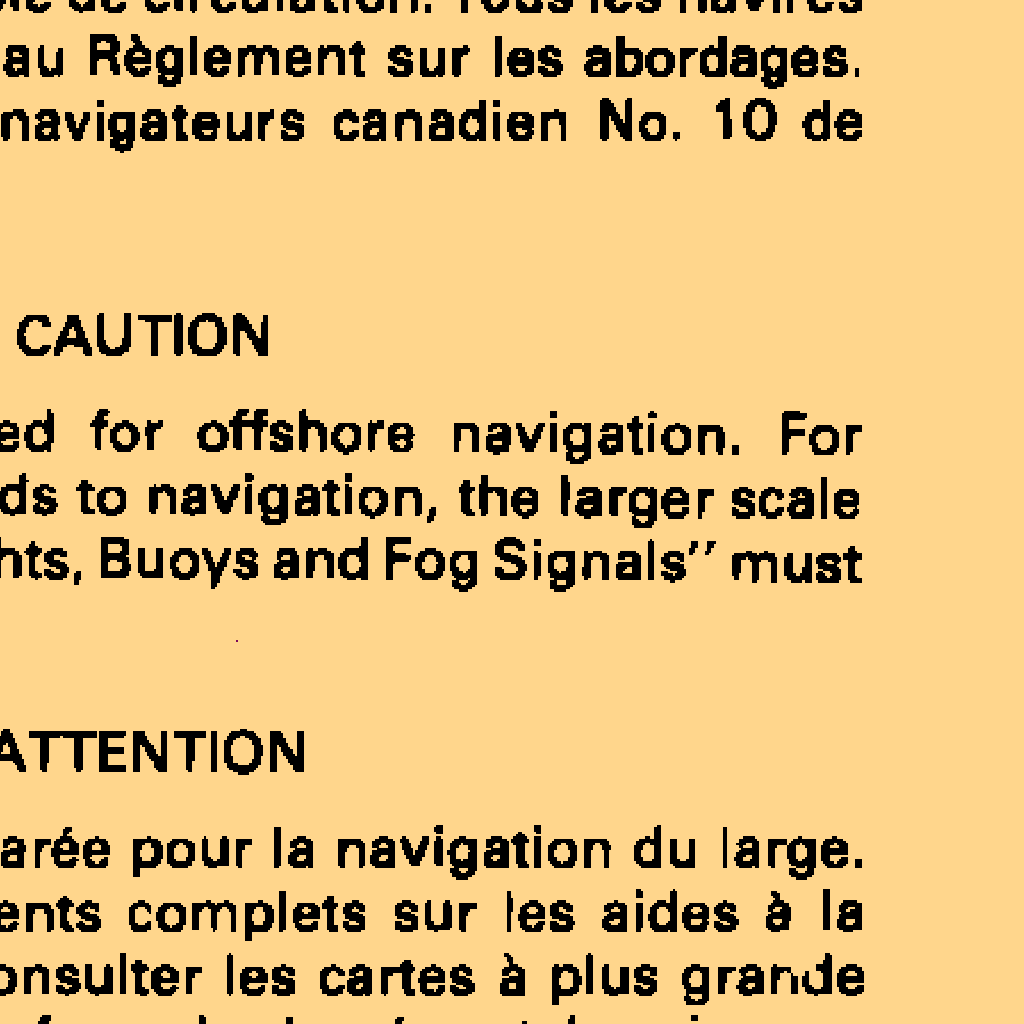 de circulation. Tous les navires
au Règlement sur les abordages.
navigateurs canadien No. 10 de
CAUTION
ed for offshore navigation. For
ds to navigation, the larger scale
hts, Buoys and Fog Signals" must
ATTENTION
arée pour la navigation du large.
ents complets sur les aides à la
onsulter les cartes à plus grande